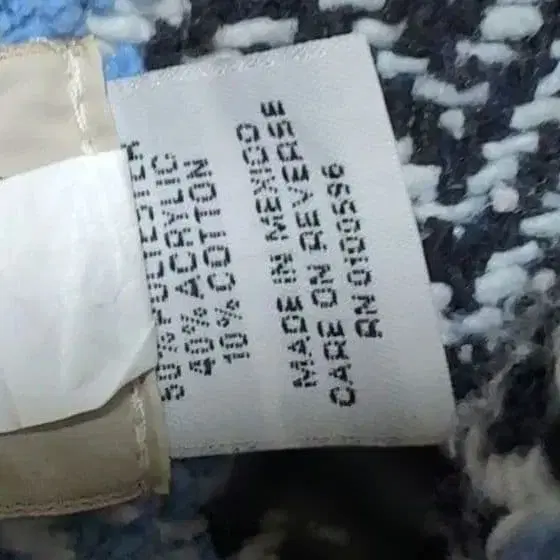 50% POLYESTER
40% ACRYLIC
10% COTTON
MADE IN MEXICO
CARE ON REVERSE
RN 0100596